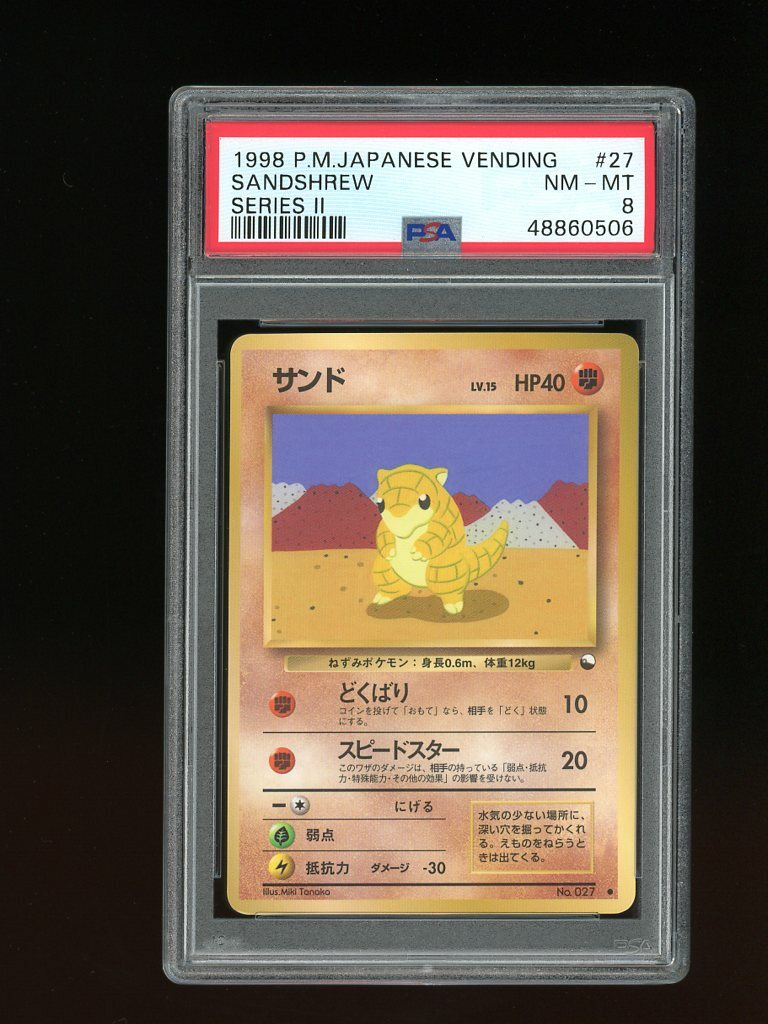 1998 P.M.JAPANESE VENDING #27
SANDSHREW NM - MT
SERIES II 8
PSA 48860506
サンド LV.15 HP40
ねずみポケモン：身長0.6m、体重12kg
どくばり 10
コインを投げて「おもて」なら、相手を「どく」状態
にする。
スピードスター 20
このワザのダメージは、相手の持っている「弱点・抵抗
力・特殊能力・その他の効果」の影響を受けない。
ー にげる
弱点
抵抗力 ダメージ -30
水気の少ない場所に、
深い穴を掘ってかくれ
る。えものをねらうと
きは出てくる。
Illus.Miki Tanaka No. 027
PSA